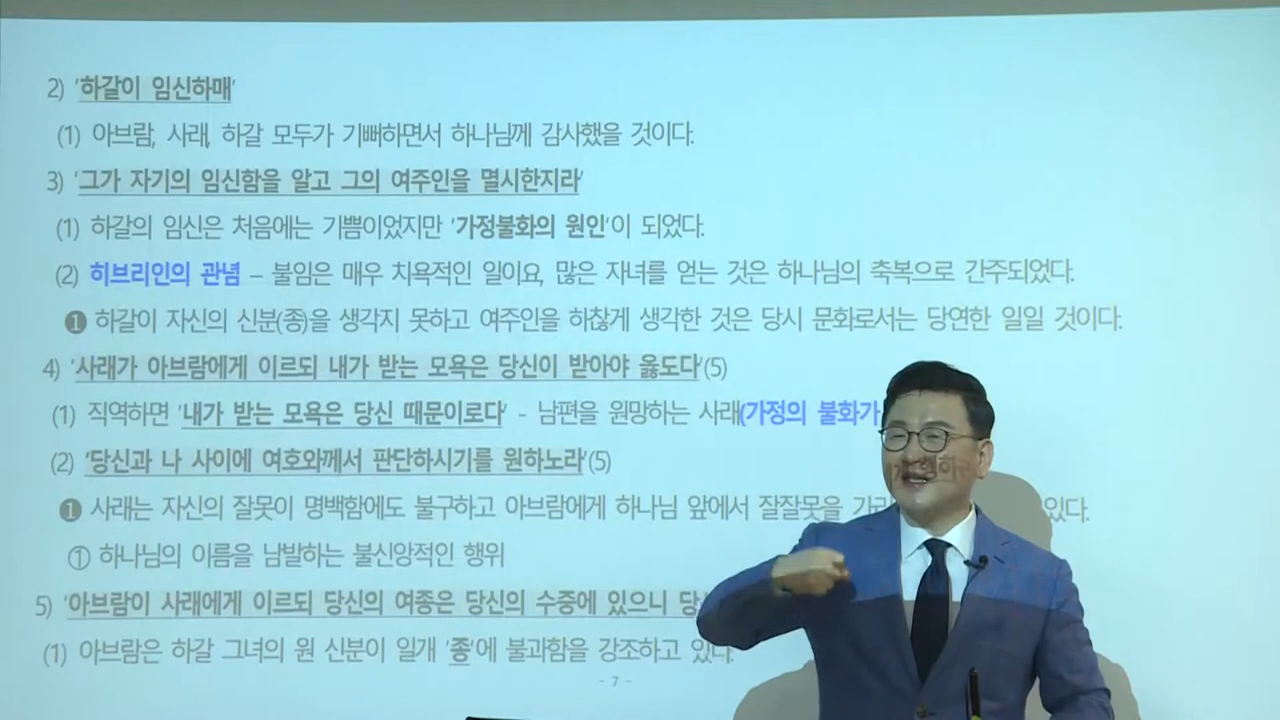 2) '하갈이 임신하매'
(1) 아브람, 사래, 하갈 모두가 기뻐하면서 하나님께 감사했을 것이다.
3) '그가 자기의 임신함을 알고 그의 여주인을 멸시한지라'
(1) 하갈의 임신은 처음에는 기쁨이었지만 '가정불화의 원인'이 되었다.
(2) 히브리인의 관념 – 불임은 매우 치욕적인 일이요, 많은 자녀를 얻는 것은 하나님의 축복으로 간주되었다.
❶ 하갈이 자신의 신분(종)을 생각지 못하고 여주인을 하찮게 생각한 것은 당시 문화로서는 당연한 일일 것이다.
4) '사래가 아브람에게 이르되 내가 받는 모욕은 당신이 받아야 옳도다'(5)
(1) 직역하면 '내가 받는 모욕은 당신 때문이로다' - 남편을 원망하는 사래(가정의 불화가
(2) '당신과 나 사이에 여호와께서 판단하시기를 원하노라'(5)
❶ 사래는 자신의 잘못이 명백함에도 불구하고 아브람에게 하나님 앞에서 잘잘못을 있다.
① 하나님의 이름을 남발하는 불신앙적인 행위
5) '아브람이 사래에게 이르되 당신의 여종은 당신의 수중에 있으니
(1) 아브람은 하갈 그녀의 원 신분이 일개 '종'에 불과함을 강조하고 있다.
- 7 -